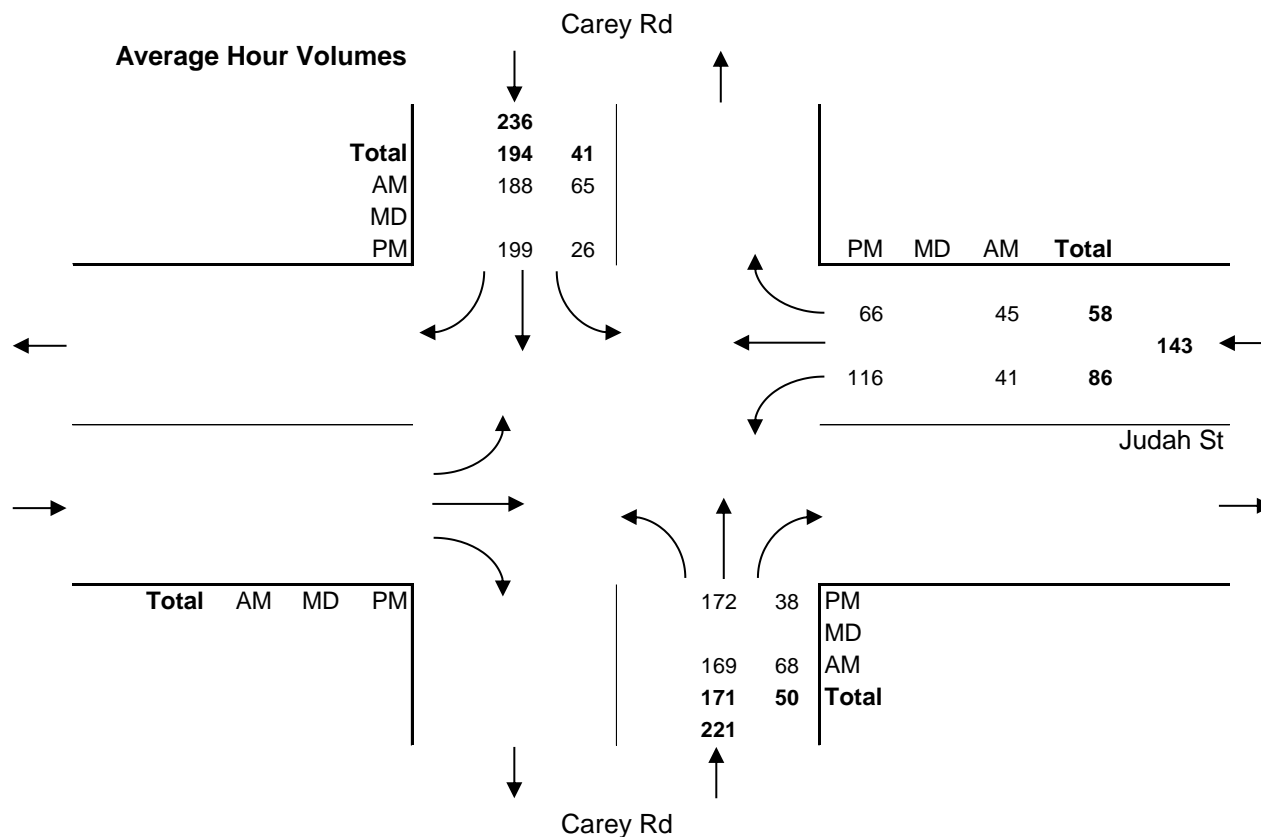 Carey Rd
Average Hour Volumes
236
Total 194 41
AM 188 65
MD
PM 199 26
PM MD AM Total
66 45 58
143
116 41 86
Judah St
Total AM MD PM
172 38 PM
MD
169 68 AM
171 50 Total
221
Carey Rd